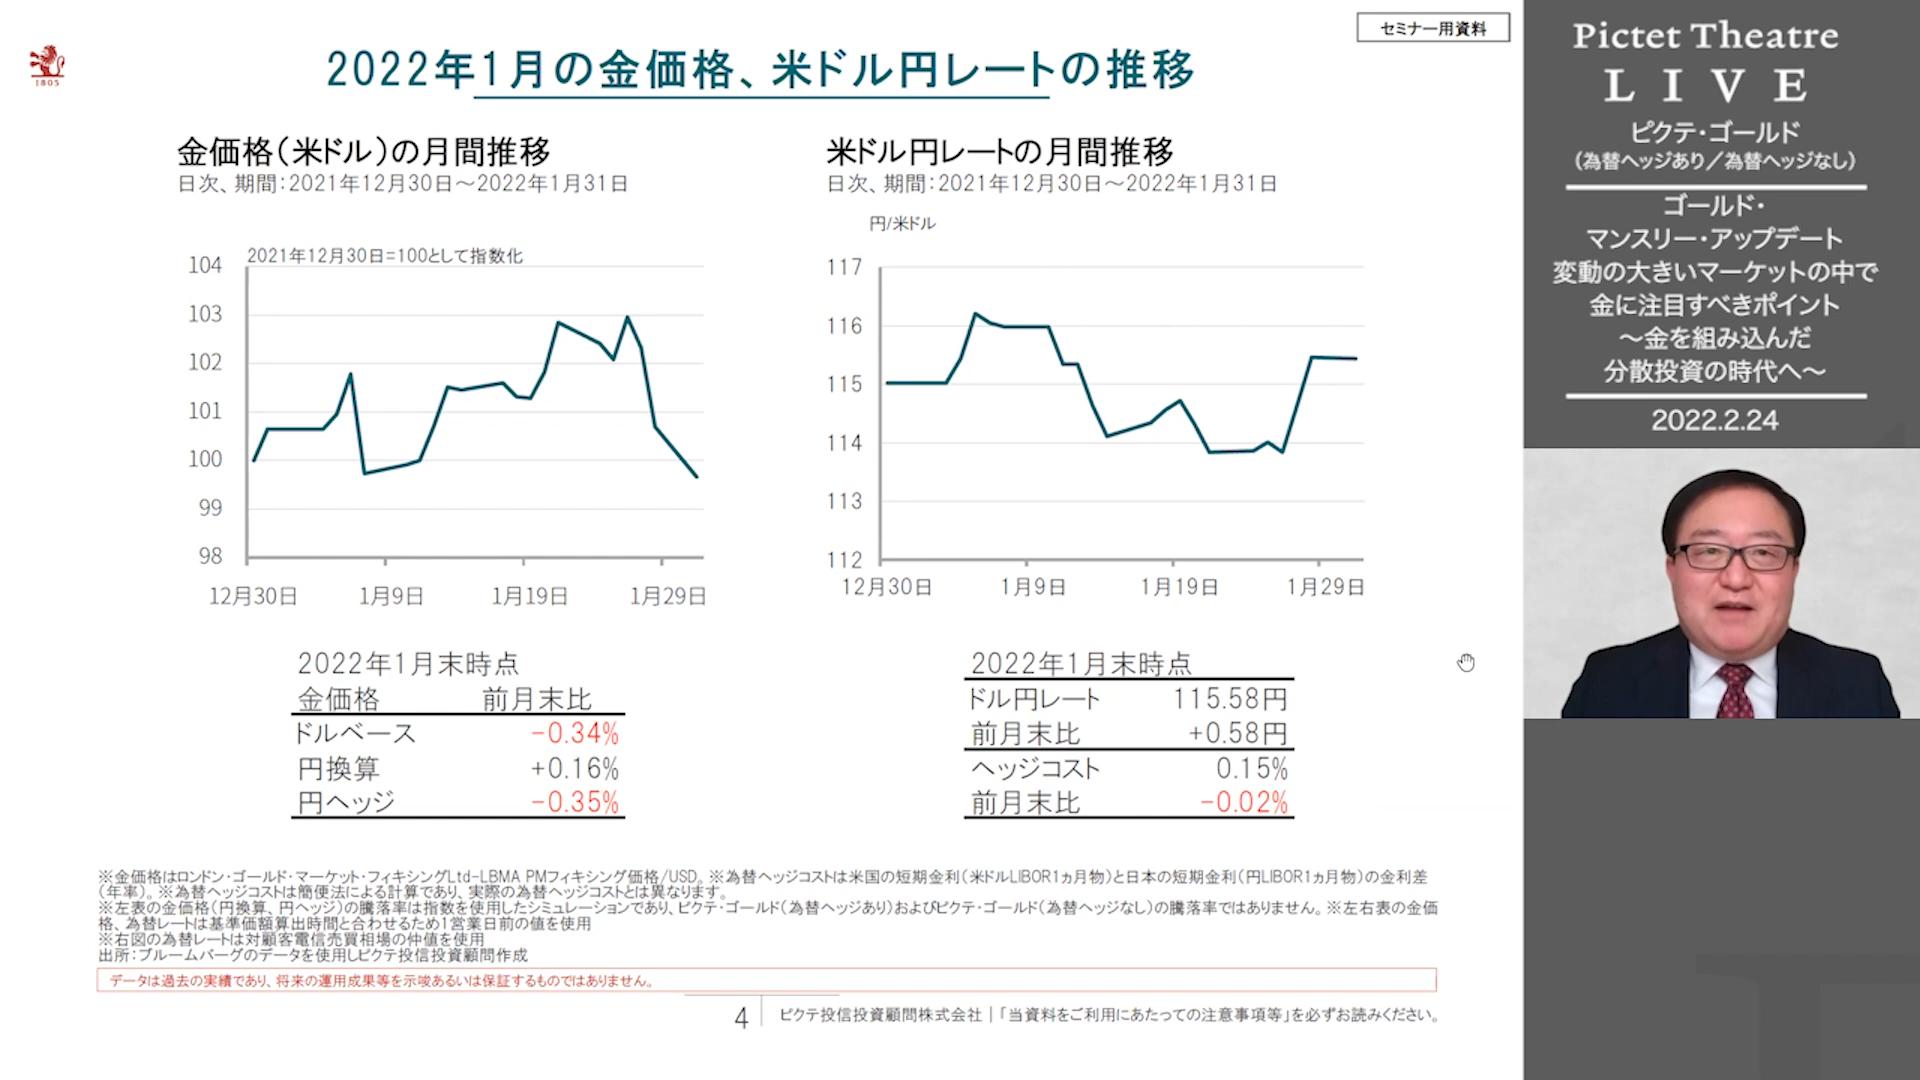 セミナー用資料
1805
2022年1月の金価格、米ドル円レートの推移
金価格（米ドル）の月間推移
日次、期間：2021年12月30日～2022年1月31日
2021年12月30日=100として指数化
104
103
102
101
100
99
98
12月30日 1月9日 1月19日 1月29日
米ドル円レートの月間推移
日次、期間：2021年12月30日～2022年1月31日
円/米ドル
117
116
115
114
113
112
12月30日 1月9日 1月19日 1月29日
2022年1月末時点
金価格 前月末比
ドルベース -0.34%
円換算 +0.16%
円ヘッジ -0.35%
2022年1月末時点
ドル円レート 115.58円
前月末比 +0.58円
ヘッジコスト 0.15%
前月末比 -0.02%
※金価格はロンドン・ゴールド・マーケット・フィキシングLtd-LBMA PMフィキシング価格/USD。※為替ヘッジコストは米国の短期金利（米ドルLIBOR1ヵ月物）と日本の短期金利（円LIBOR1ヵ月物）の金利差
（年率）。※為替ヘッジコストは簡便法による計算であり、実際の為替ヘッジコストとは異なります。
※左表の金価格（円換算、円ヘッジ）の騰落率は指数を使用したシミュレーションであり、ピクテ・ゴールド（為替ヘッジあり）およびピクテ・ゴールド（為替ヘッジなし）の騰落率ではありません。※左右表の金価
格、為替レートは基準価額算出時間と合わせるため1営業日前の値を使用
※右図の為替レートは対顧客電信売買相場の仲値を使用
出所：ブルームバーグのデータを使用しピクテ投信投資顧問作成
データは過去の実績であり、将来の運用成果等を示唆あるいは保証するものではありません。
4 ピクテ投信投資顧問株式会社｜「当資料をご利用にあたっての注意事項等」を必ずお読みください。
Pictet Theatre
LIVE
ピクテ・ゴールド
（為替ヘッジあり／為替ヘッジなし）
ゴールド・
マンスリー・アップデート
変動の大きいマーケットの中で
金に注目すべきポイント
～金を組み込んだ
分散投資の時代へ～
2022.2.24